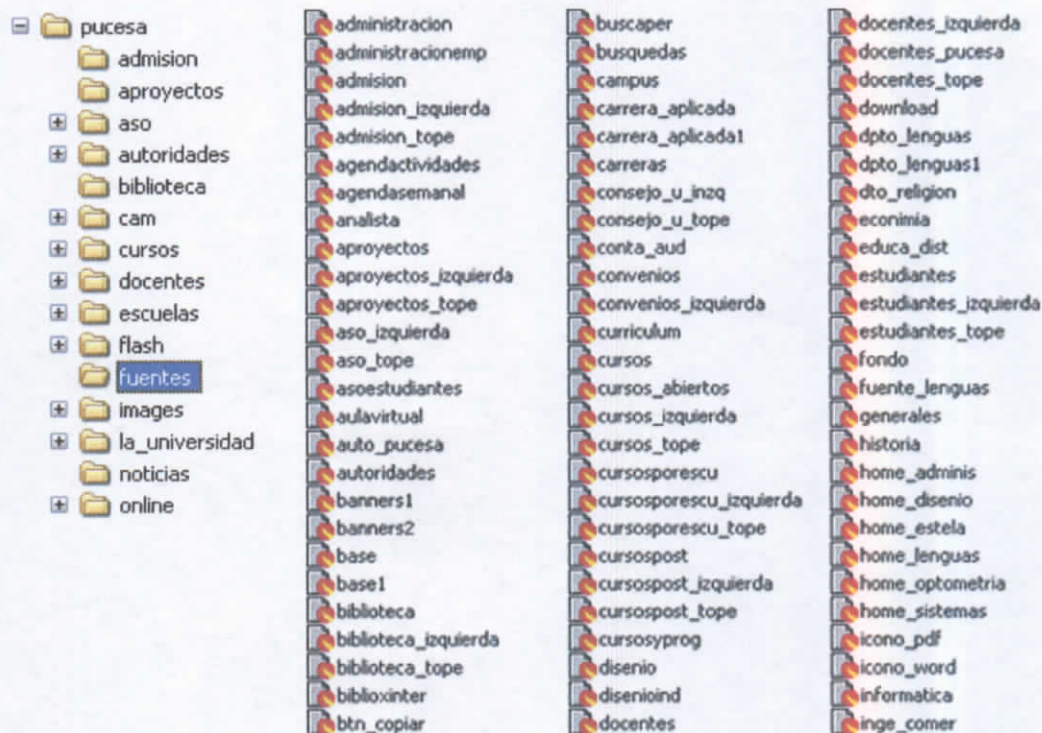 pucesa
admision
aproyectos
aso
autoridades
biblioteca
cam
cursos
docentes
escuelas
flash
fuentes
images
la_universidad
noticias
online
administracion
administracionemp
admision
admision_izquierda
admision_tope
agendactividades
agendasemanal
analista
aproyectos
aproyectos_izquierda
aproyectos_tope
aso_izquierda
aso_tope
asoestudiantes
aulavirtual
auto_pucesa
autoridades
banners1
banners2
base
base1
biblioteca
biblioteca_izquierda
biblioteca_tope
biblioxinter
btn_copiar
buscaper
busquedas
campus
carrera_aplicada
carrera_aplicada1
carreras
consejo_u_inzq
consejo_u_tope
conta_aud
convenios
convenios_izquierda
curriculum
cursos
cursos_abiertos
cursos_izquierda
cursos_tope
cursosporescu
cursosporescu_izquierda
cursosporescu_tope
cursospost
cursospost_izquierda
cursospost_tope
cursosyprog
disenio
disenioind
docentes
docentes_izquierda
docentes_pucesa
docentes_tope
download
dpto_lenguas
dpto_lenguas1
dto_religion
econimia
educa_dist
estudiantes
estudiantes_izquierda
estudiantes_tope
fondo
fuente_lenguas
generales
historia
home_adminis
home_disenio
home_estela
home_lenguas
home_optometria
home_sistemas
icono_pdf
icono_word
informatica
inge_comer